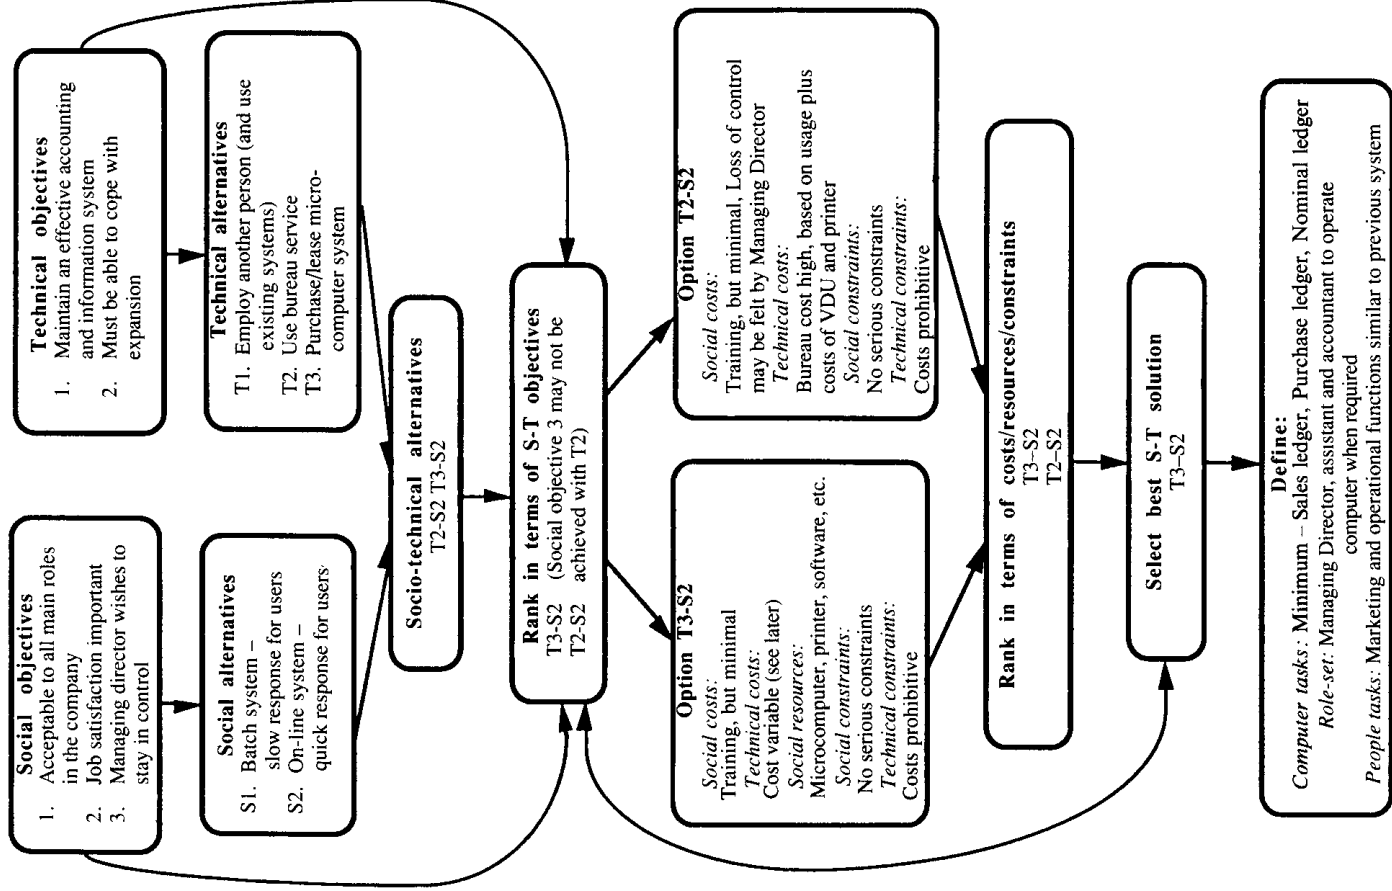 Social objectives
1. Acceptable to all main roles
in the company
2. Job satisfaction important
3. Managing director wishes to
stay in control
Technical objectives
1. Maintain an effective accounting
and information system
2. Must be able to cope with
expansion
Social alternatives
S1. Batch system –
slow response for users
S2. On-line system –
quick response for users
Technical alternatives
T1. Employ another person (and use
existing systems)
T2. Use bureau service
T3. Purchase/lease micro-
computer system
Socio-technical alternatives
T2-S2 T3-S2
Rank in terms of S-T objectives
T3-S2 (Social objective 3 may not be
T2-S2 achieved with T2)
Option T3-S2
Social costs:
Training, but minimal
Technical costs:
Cost variable (see later)
Social resources:
Microcomputer, printer, software, etc.
Social constraints:
No serious constraints
Technical constraints:
Costs prohibitive
Option T2-S2
Social costs:
Training, but minimal, Loss of control
may be felt by Managing Director
Technical costs:
Bureau cost high, based on usage plus
costs of VDU and printer
Social constraints:
No serious constraints
Technical constraints:
Costs prohibitive
Rank in terms of costs/resources/constraints
T3–S2
T2–S2
Select best S-T solution
T3–S2
Define:
Computer tasks: Minimum – Sales ledger, Purchase ledger, Nominal ledger
Role-set: Managing Director, assistant and accountant to operate
computer when required
People tasks: Marketing and operational functions similar to previous system